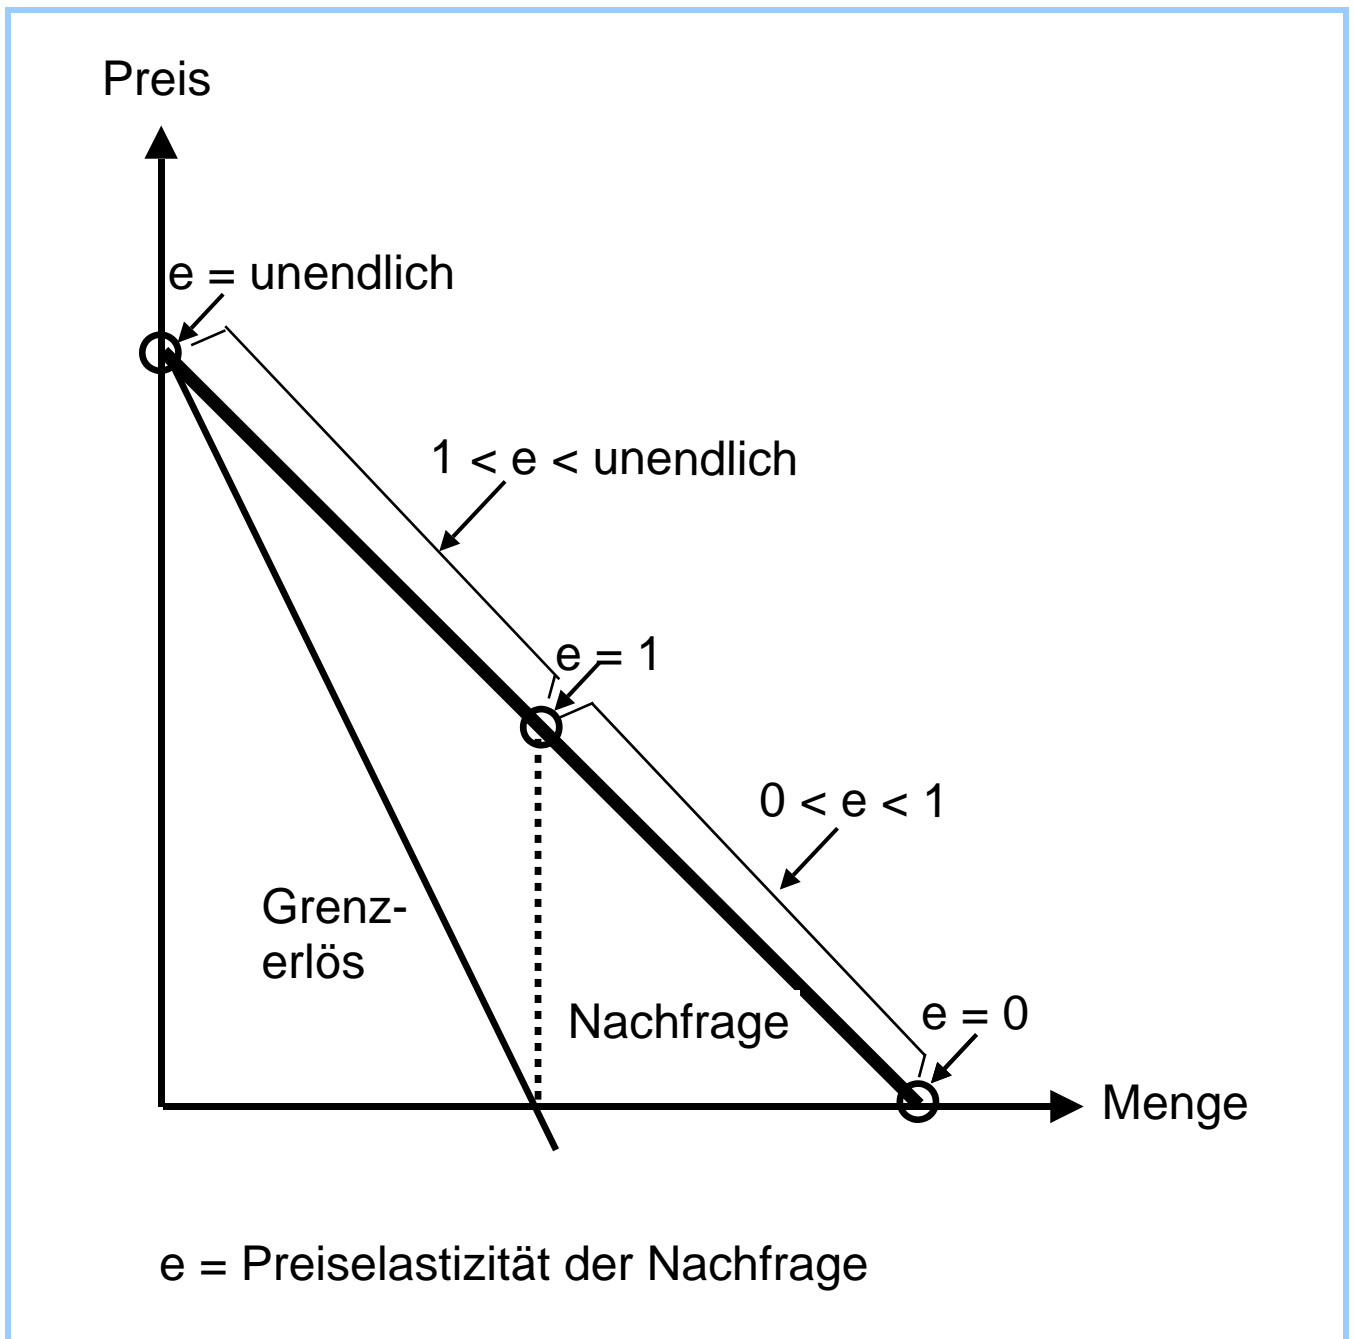 Preis
e = unendlich
1 < e < unendlich
e = 1
0 < e < 1
Grenz-
erlös
Nachfrage
e = 0
Menge
e = Preiselastizität der Nachfrage